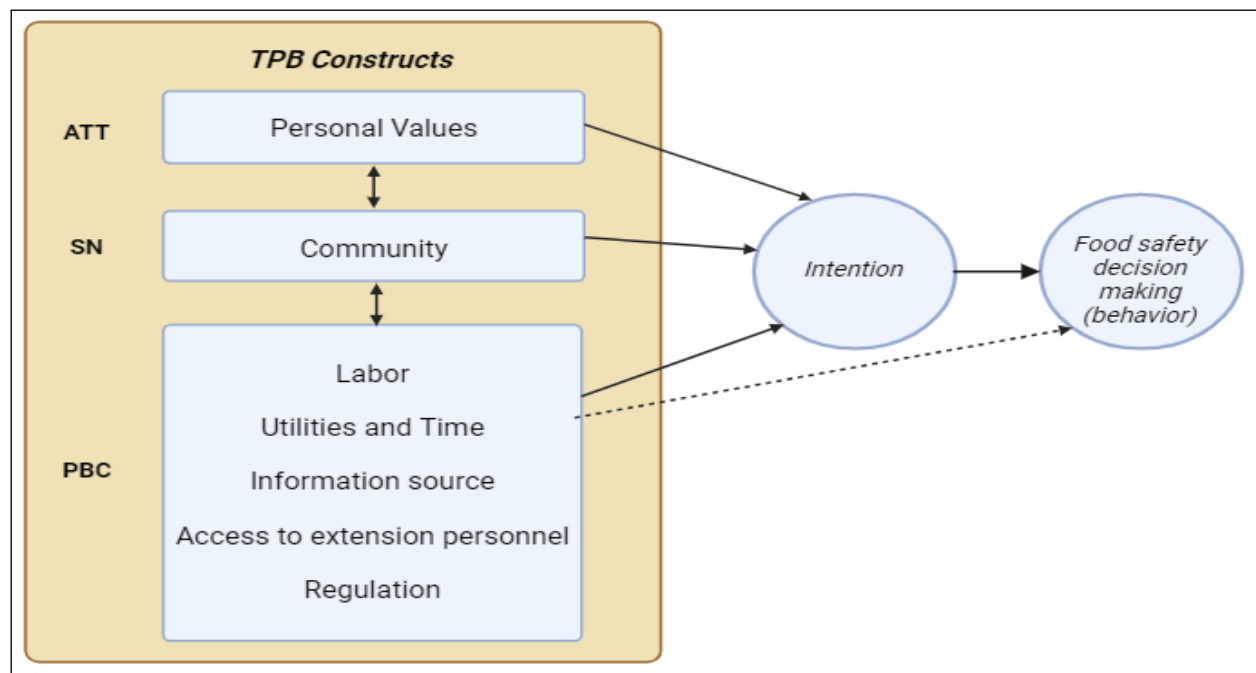 TPB Constructs
ATT
Personal Values
SN
Community
PBC
Labor
Utilities and Time
Information source
Access to extension personnel
Regulation
Intention
Food safety
decision
making
(behavior)